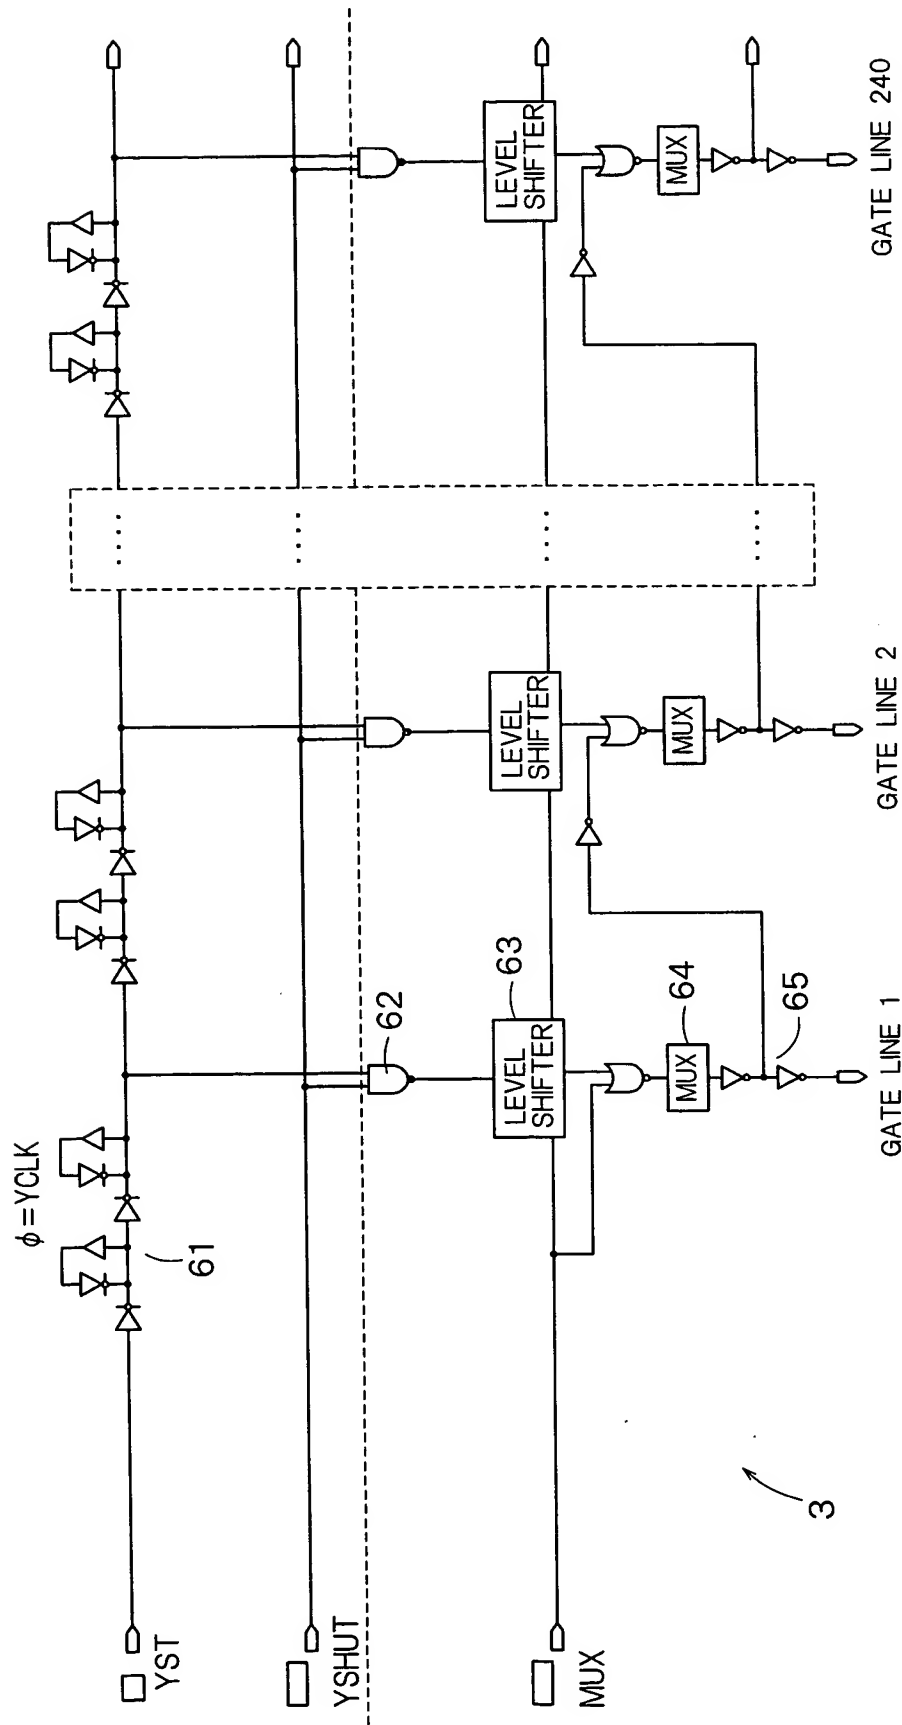 φ=YCLK
61
YST
YSHUT
MUX
62
63
LEVEL
SHIFTER
LEVEL
SHIFTER
LEVEL
SHIFTER
64
MUX
MUX
MUX
65
GATE LINE 1
GATE LINE 2
GATE LINE 240
3